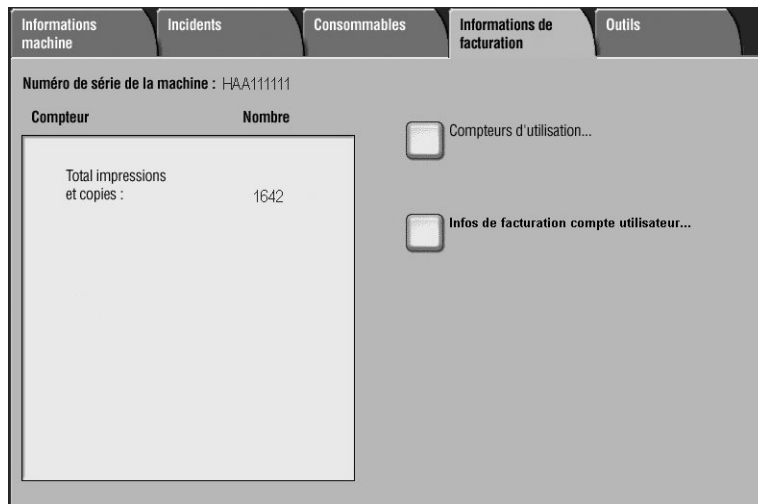 Informations
machine
Incidents
Consommables
Informations de
facturation
Outils
Numéro de série de la machine : HAA111111
Compteur Nombre
Total impressions
et copies : 1642
Compteurs d'utilisation...
Infos de facturation compte utilisateur...